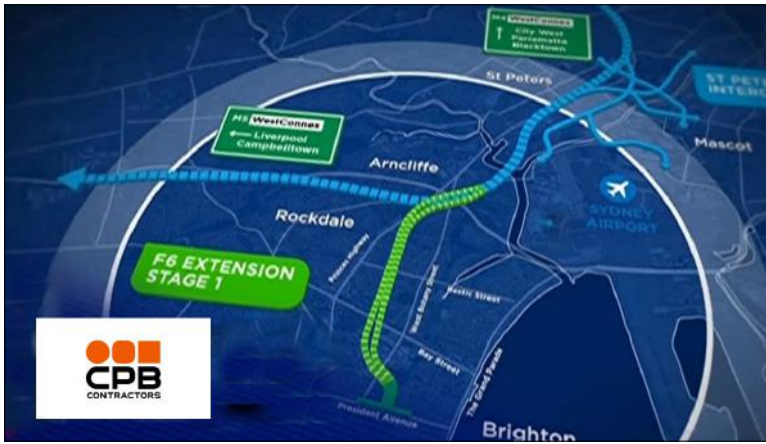 M4 WestConnex
City West
Parramatta
Blacktown
St Peters
ST PETE
INTERC
M5 WestConnex
Liverpool
Campbelltown
Mascot
Arncliffe
SYDNEY
AIRPORT
Rockdale
F6 EXTENSION
STAGE 1
Princes Highway
West Botany Street
Bestic Street
Bay Street
The Grand Parade
President Avenue
Brighton
CPB
CONTRACTORS